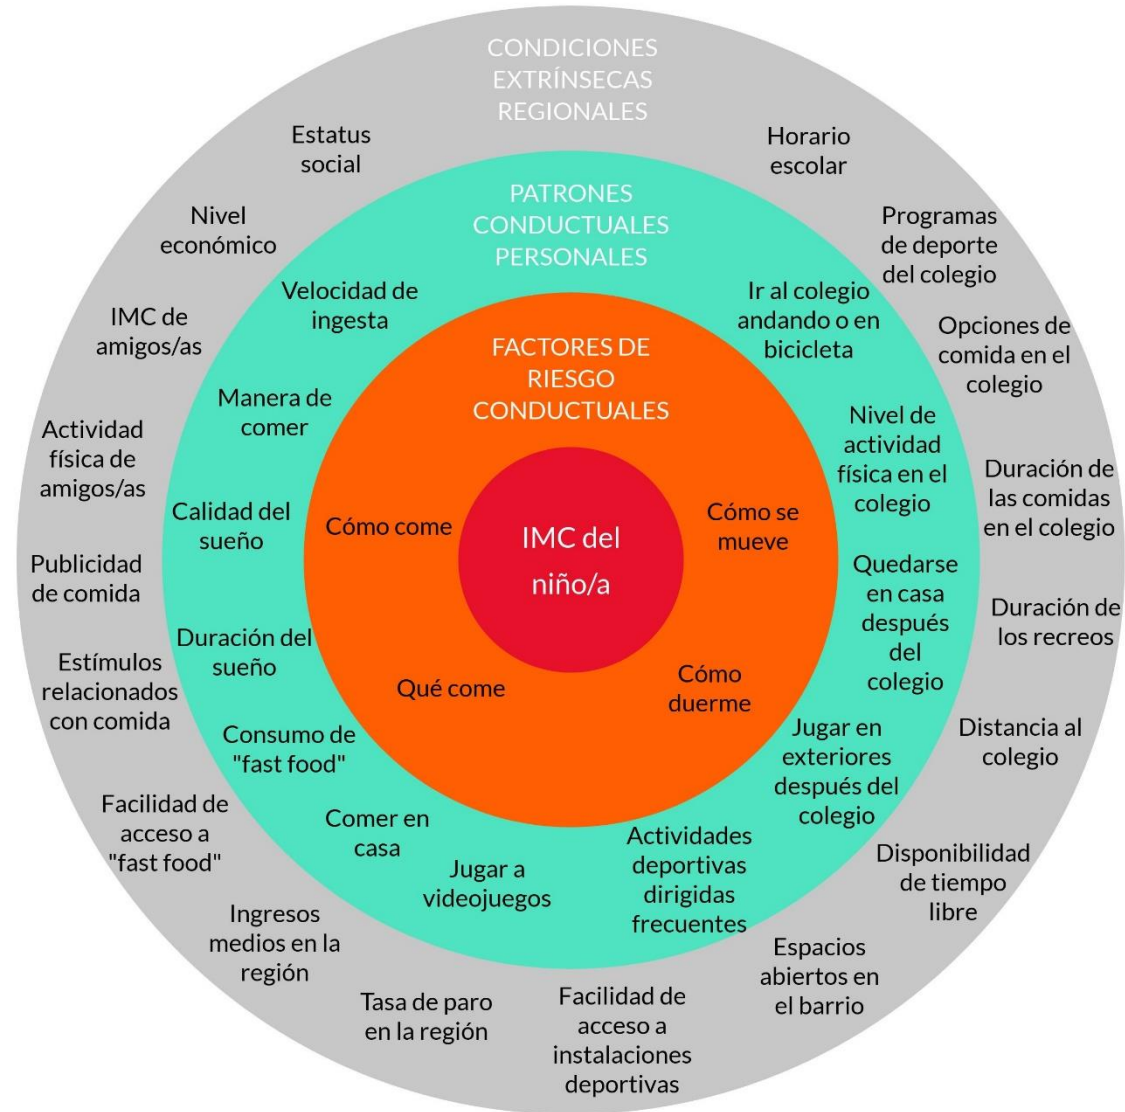 CONDICIONES
EXTRÍNSECAS
REGIONALES
Estatus
social
Nivel
económico
IMC de
amigos/as
Actividad
física de
amigos/as
Publicidad
de comida
Estímulos
relacionados
con comida
Facilidad de
acceso a
"fast food"
Ingresos
medios en la
región
Tasa de paro
en la región
Facilidad de
acceso a
instalaciones
deportivas
Espacios
abiertos en
el barrio
Disponibilidad
de tiempo
libre
Distancia al
colegio
Duración de
los recreos
Duración de
las comidas
en el colegio
Opciones de
comida en el
colegio
Programas
de deporte
del colegio
Horario
escolar
PATRONES
CONDUCTUALES
PERSONALES
Velocidad de
ingesta
Manera de
comer
Calidad del
sueño
Duración del
sueño
Consumo de
"fast food"
Comer en
casa
Jugar a
videojuegos
Actividades
deportivas
dirigidas
frecuentes
Jugar en
exteriores
después del
colegio
Quedarse
en casa
después
del
colegio
Nivel de
actividad
física en el
colegio
Ir al colegio
andando o en
bicicleta
FACTORES DE
RIESGO
CONDUCTUALES
Cómo come
Cómo se
mueve
Qué come
Cómo
duerme
IMC del
niño/a